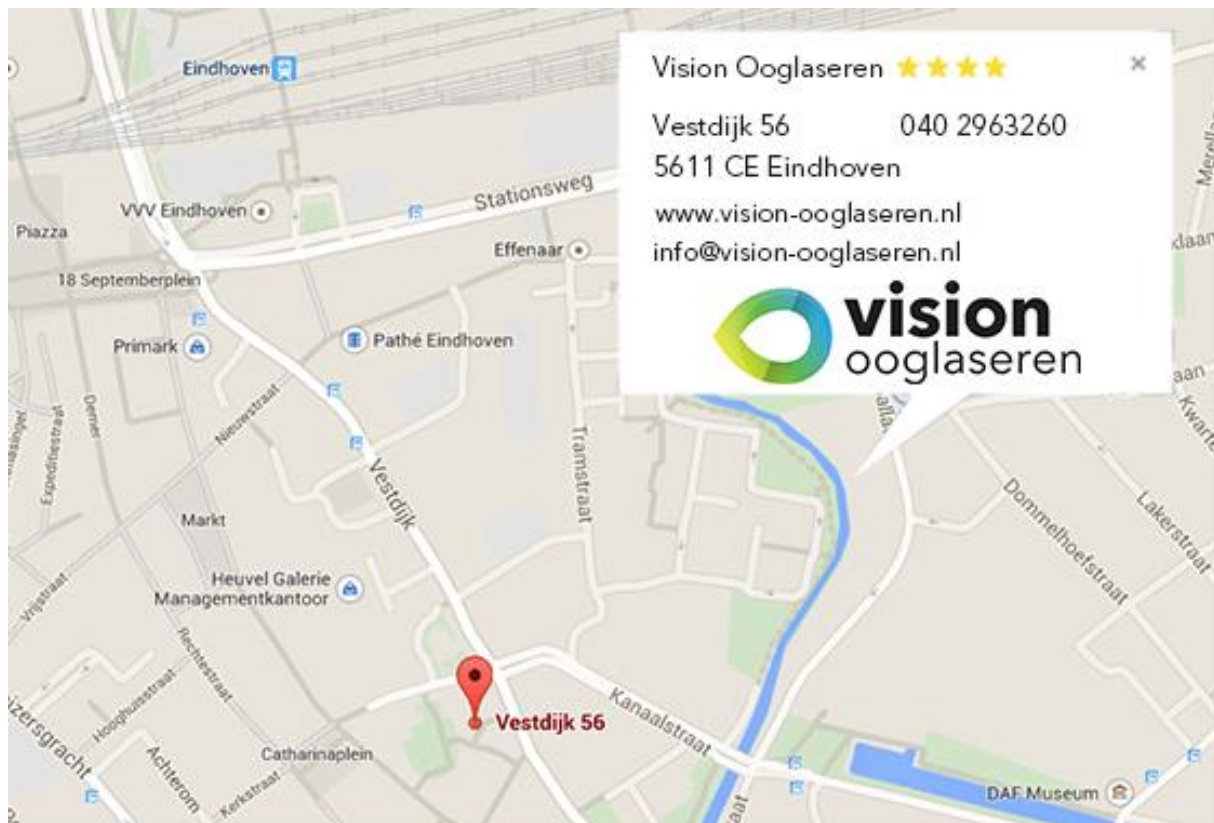 Eindhoven
Vision Ooglaseren
×
Vestdijk 56
040 2963260
5611 CE Eindhoven
www.vision-ooglaseren.nl
info@vision-ooglaseren.nl
vision
ooglaseren
VVV Eindhoven
Stationsweg
Piazza
Effenaar
18 Septemberplein
Primark
Pathé Eindhoven
Nieuwstraat
Demer
Expeditiestraat
Vestdijk
Tramstraat
Markt
Dommelhoefstraat
Lakerstraat
Heuvel Galerie
Managementkantoor
Vrijstraat
Rechtestraat
Hooghuisstraat
Vestdijk 56
Kanaalstraat
Catharinaplein
Achterom
Kerkstraat
DAF Museum